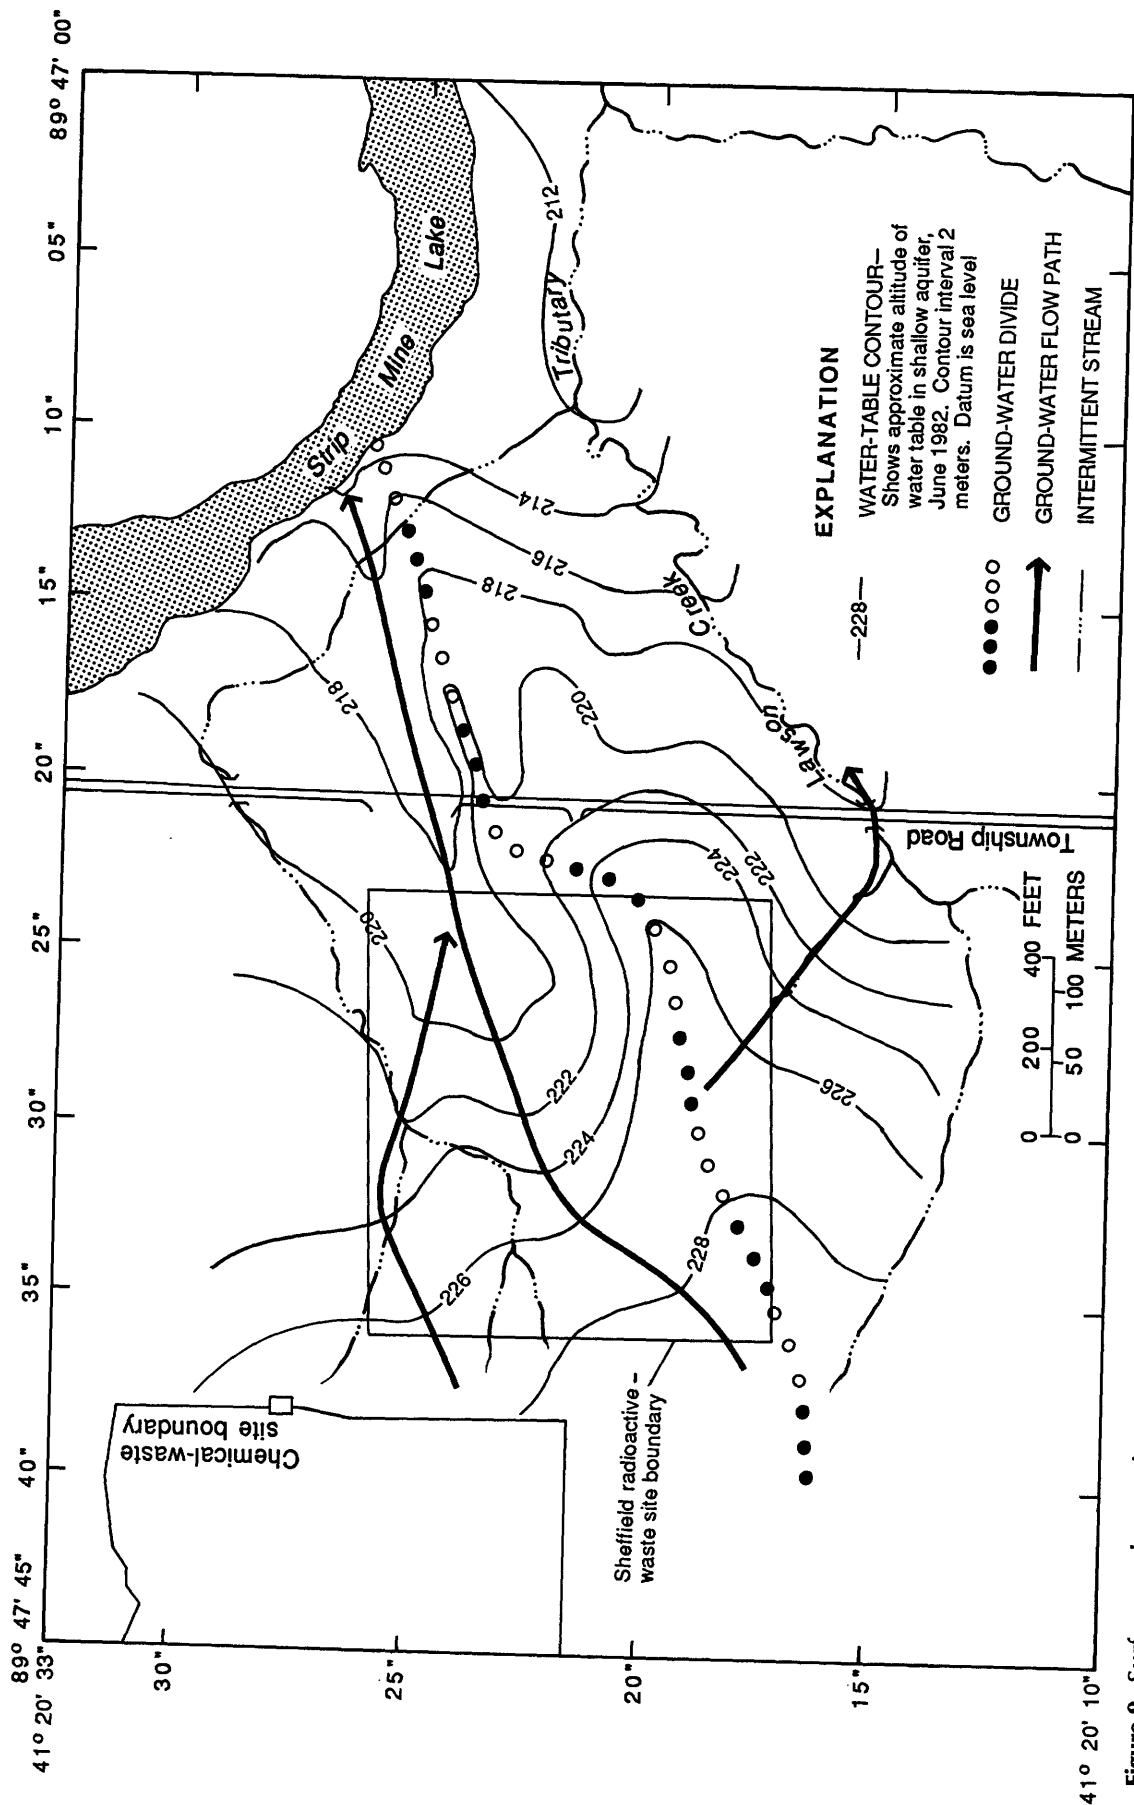 89° 47' 45"
40"
35"
30"
25"
20"
15"
10"
05"
89° 47' 00"
41° 20' 33"
30"
25"
20"
15"
41° 20' 10"
Chemical-waste
site boundary
Sheffield radioactive –
waste site boundary
Strip
Mine
Lake
Tributary
Lawson
Creek
Township Road
212
214
216
218
218
220
220
222
222
224
224
226
226
228
0 200 400 FEET
0 50 100 METERS
EXPLANATION
—228— WATER-TABLE CONTOUR—
Shows approximate altitude of
water table in shallow aquifer,
June 1982. Contour interval 2
meters. Datum is sea level
GROUND-WATER DIVIDE
GROUND-WATER FLOW PATH
INTERMITTENT STREAM